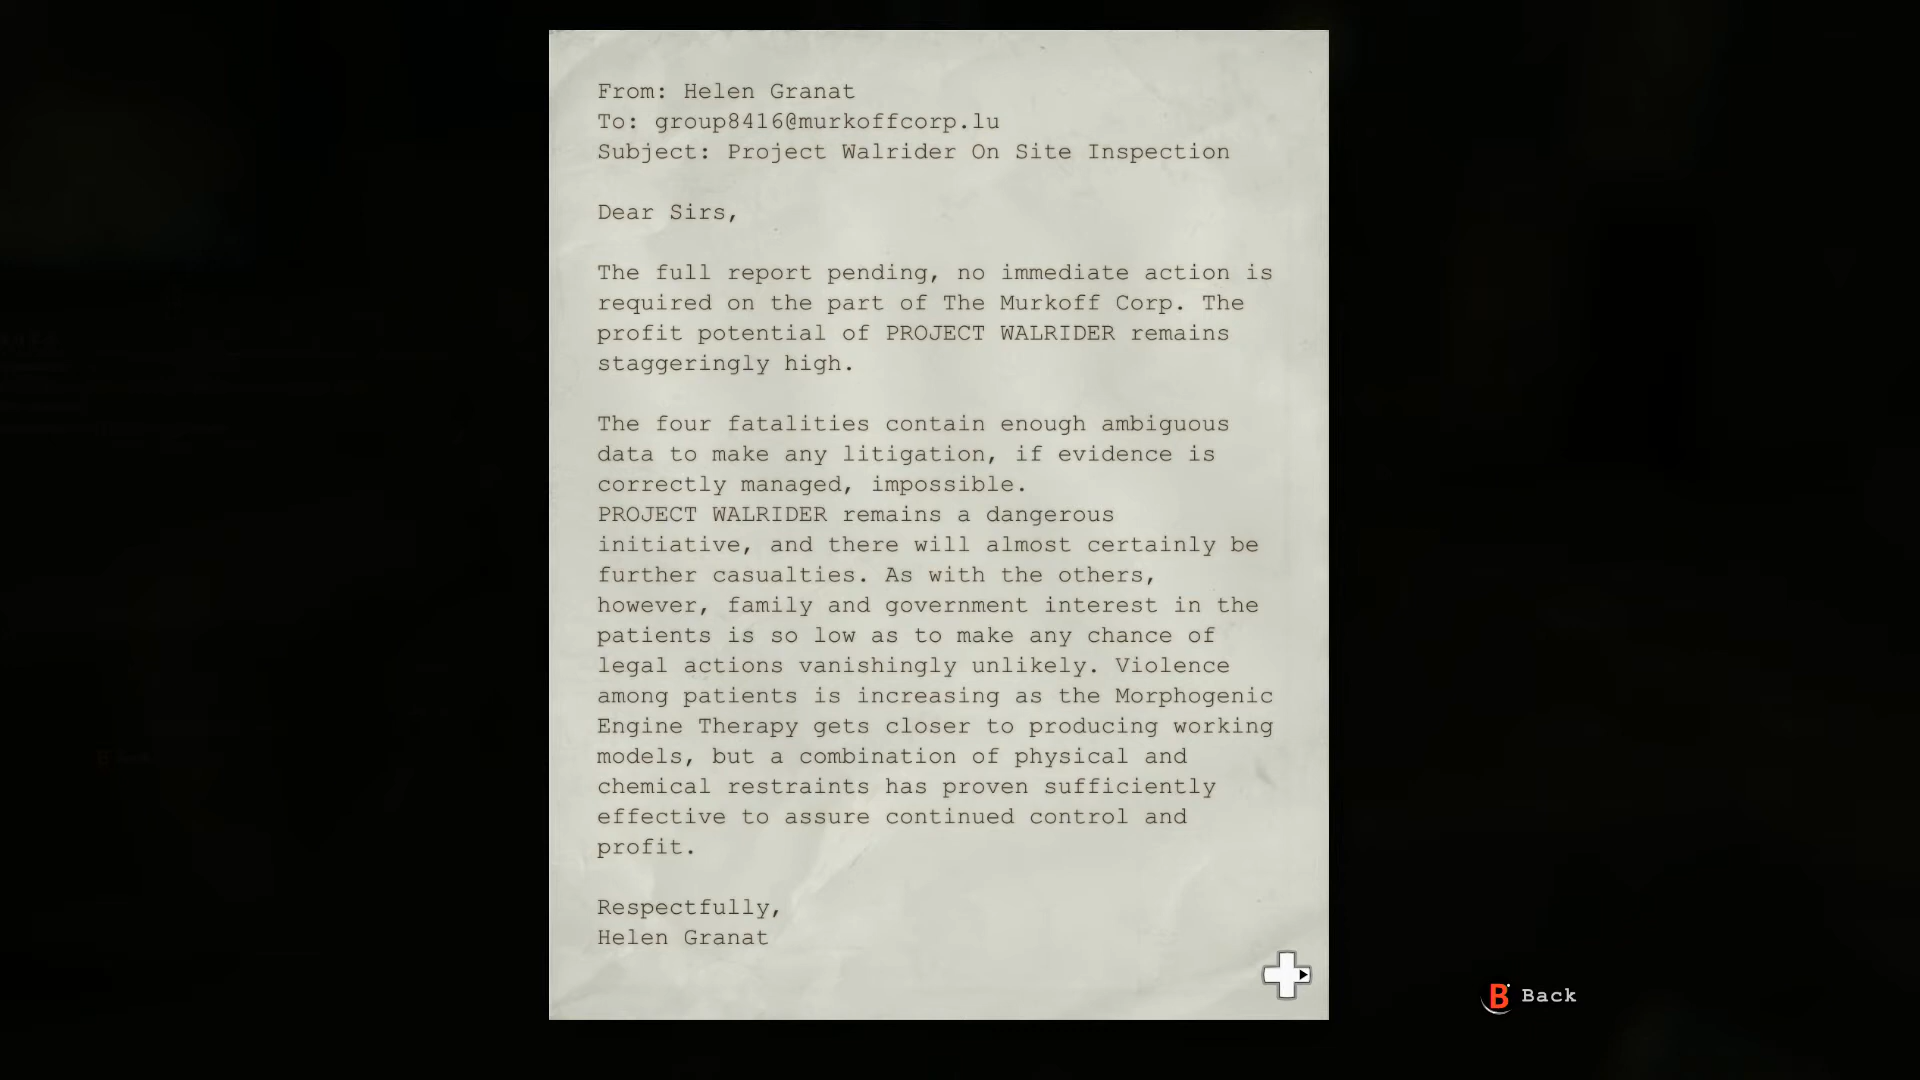 From: Helen Granat
To: group8416@murkoffcorp.lu
Subject: Project Walrider On Site Inspection
Dear Sirs,
The full report pending, no immediate action is
required on the part of The Murkoff Corp. The
profit potential of PROJECT WALRIDER remains
staggeringly high.
The four fatalities contain enough ambiguous
data to make any litigation, if evidence is
correctly managed, impossible.
PROJECT WALRIDER remains a dangerous
initiative, and there will almost certainly be
further casualties. As with the others,
however, family and government interest in the
patients is so low as to make any chance of
legal actions vanishingly unlikely. Violence
among patients is increasing as the Morphogenic
Engine Therapy gets closer to producing working
models, but a combination of physical and
chemical restraints has proven sufficiently
effective to assure continued control and
profit.
Respectfully,
Helen Granat
B Back